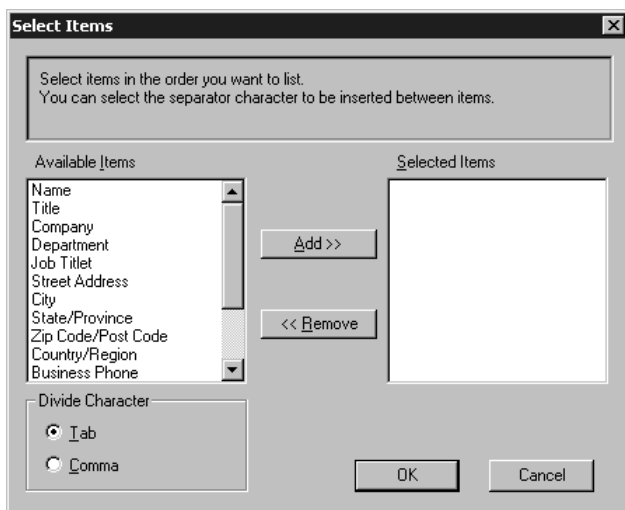 Select Items
Select items in the order you want to list.
You can select the separator character to be inserted between items.
Available Items
Selected Items
Name
Title
Company
Department
Job Titlet
Street Address
City
State/Province
Zip Code/Post Code
Country/Region
Business Phone
Add >>
<< Remove
Divide Character
Tab
Comma
OK
Cancel